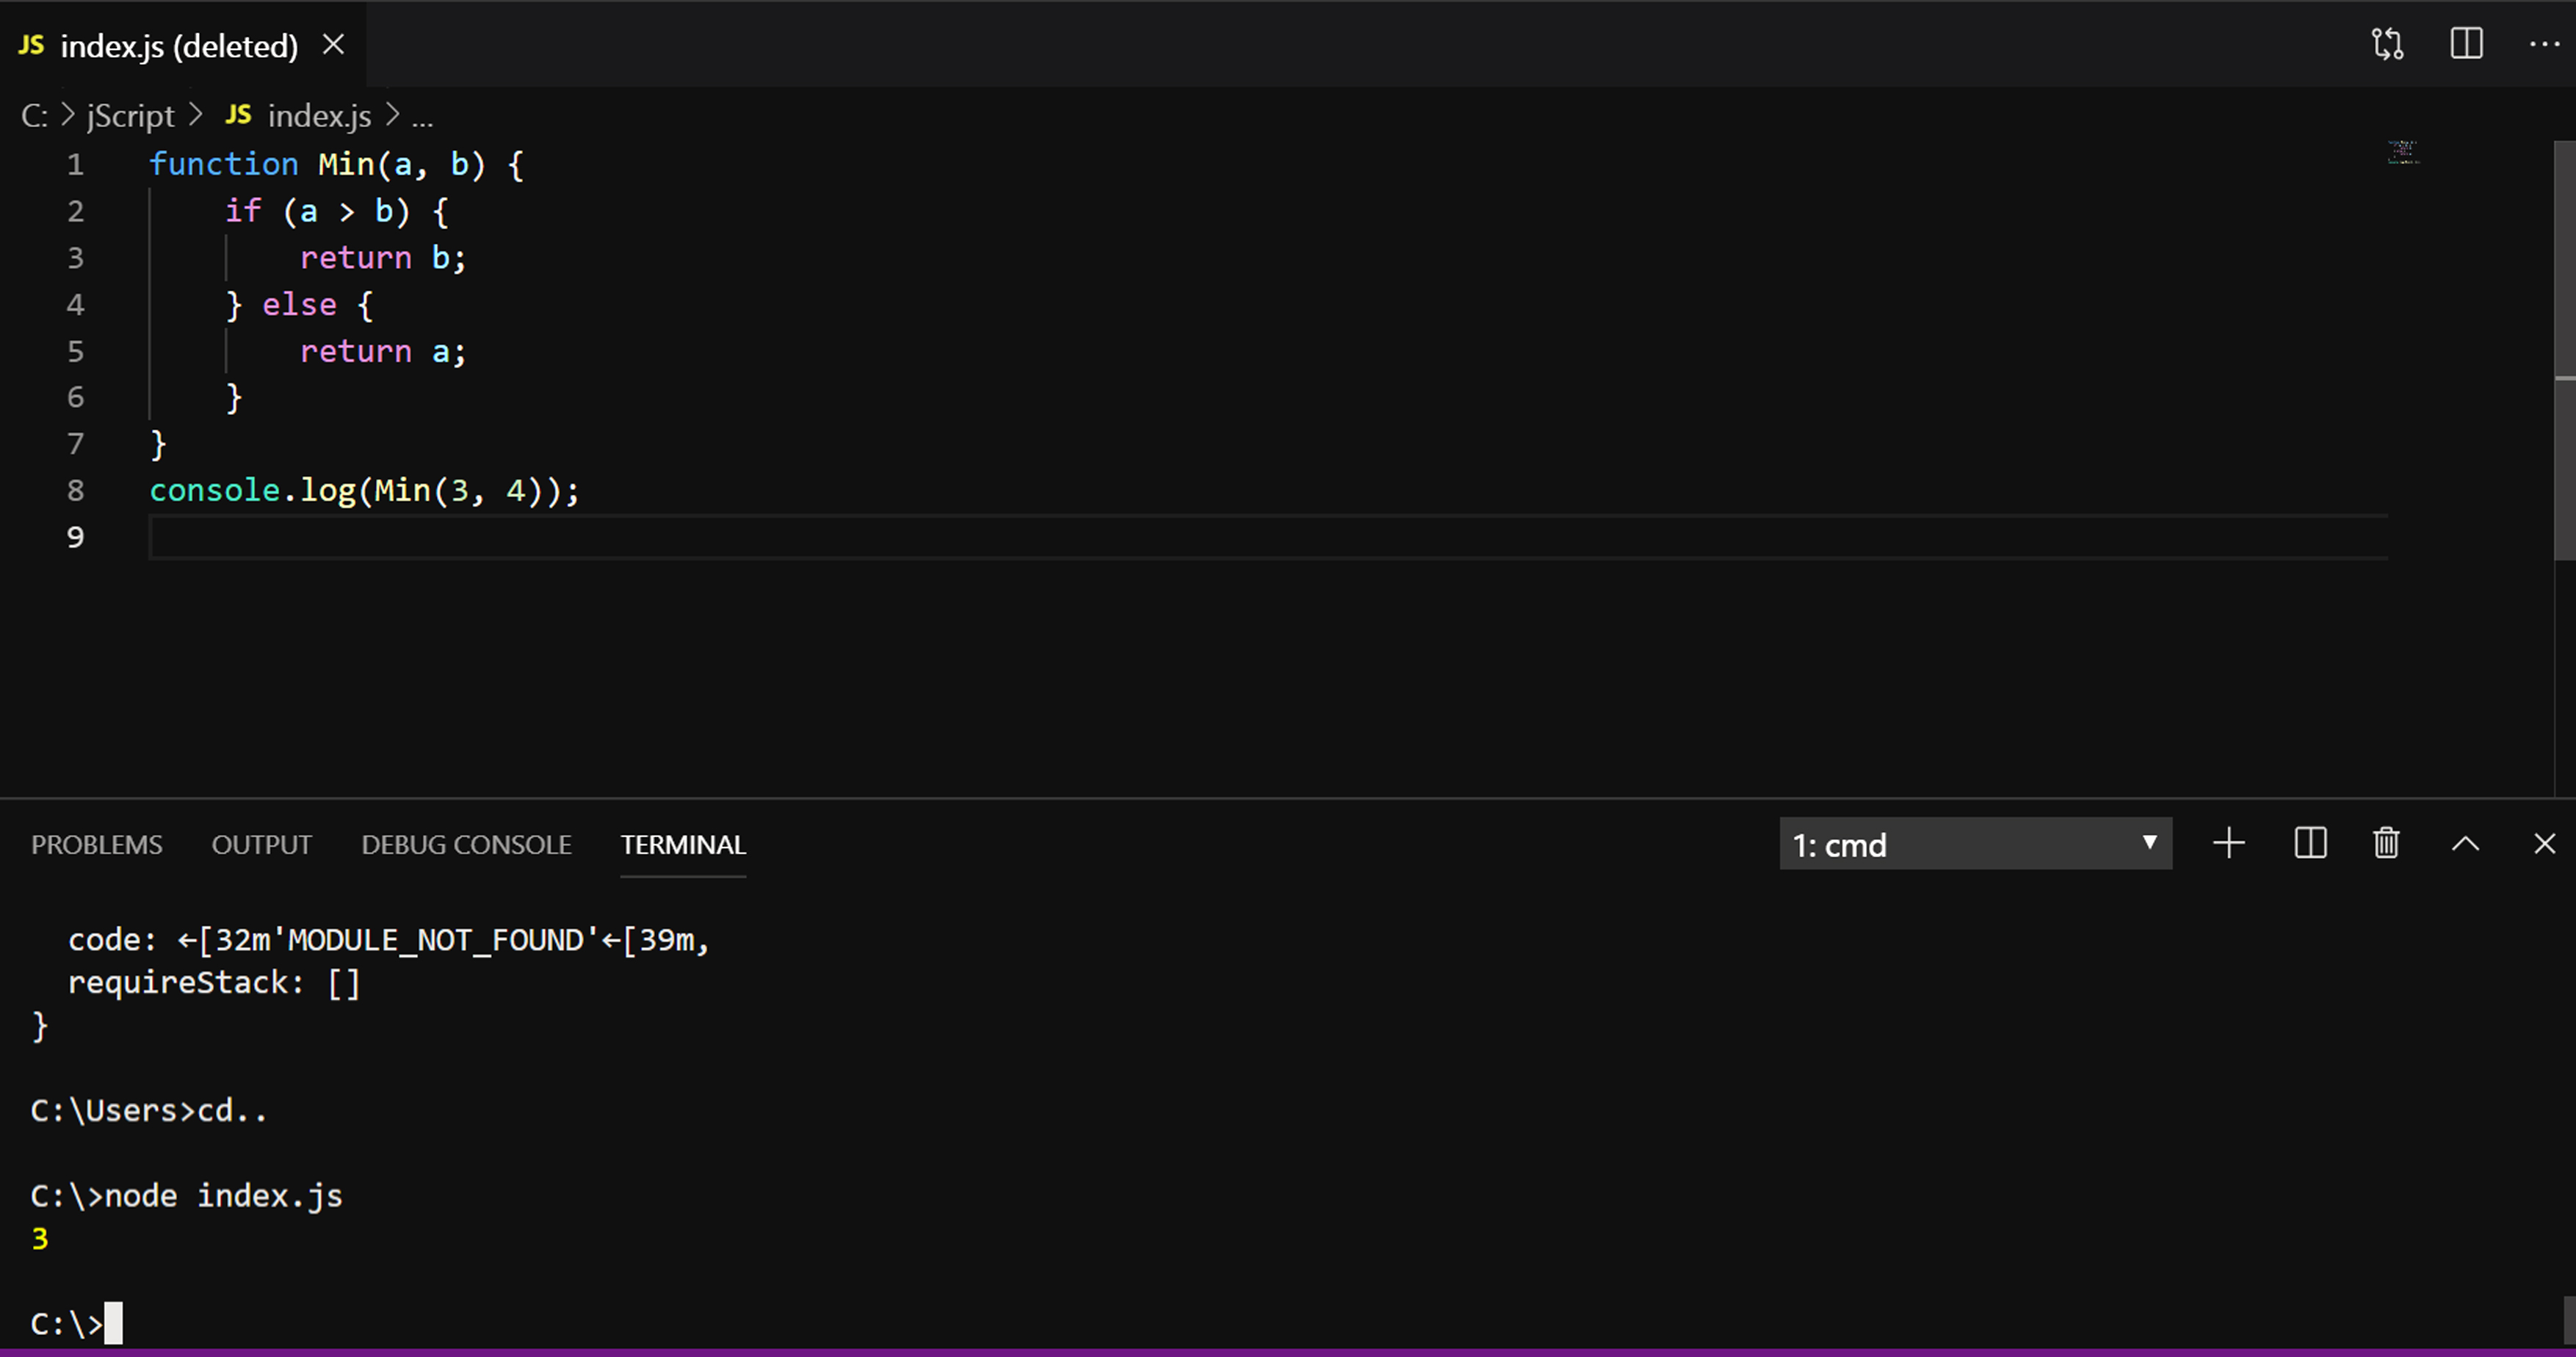 JS index.js (deleted)
C: > jScript > JS index.js > ...
1 function Min(a, b) {
2     if (a > b) {
3         return b;
4     } else {
5         return a;
6     }
7 }
8 console.log(Min(3, 4));
9
PROBLEMS OUTPUT DEBUG CONSOLE TERMINAL 1: cmd
  code: ←[32m'MODULE_NOT_FOUND'←[39m,
  requireStack: []
}
C:\Users>cd..
C:\>node index.js
3
C:\>